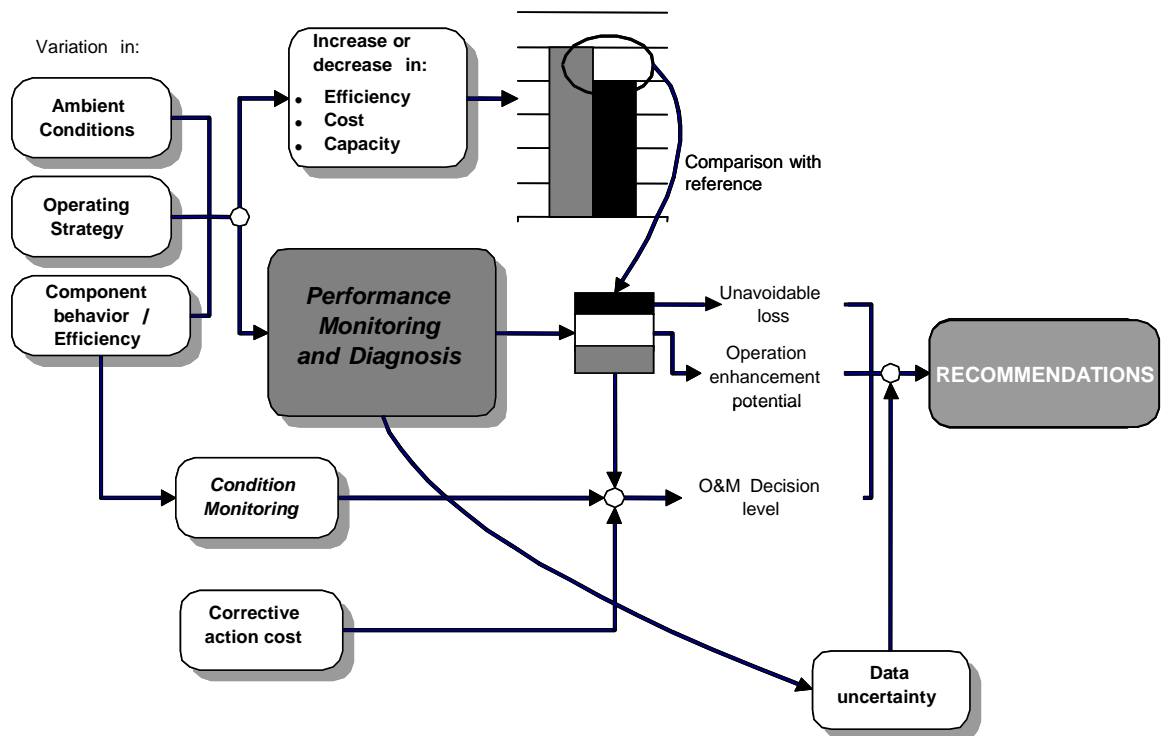 Variation in:
Ambient
Conditions
Operating
Strategy
Component
behavior /
Efficiency
Increase or
decrease in:
• Efficiency
• Cost
• Capacity
Comparison with
reference
Performance
Monitoring
and Diagnosis
Unavoidable
loss
Operation
enhancement
potential
RECOMMENDATIONS
Condition
Monitoring
O&M Decision
level
Corrective
action cost
Data
uncertainty